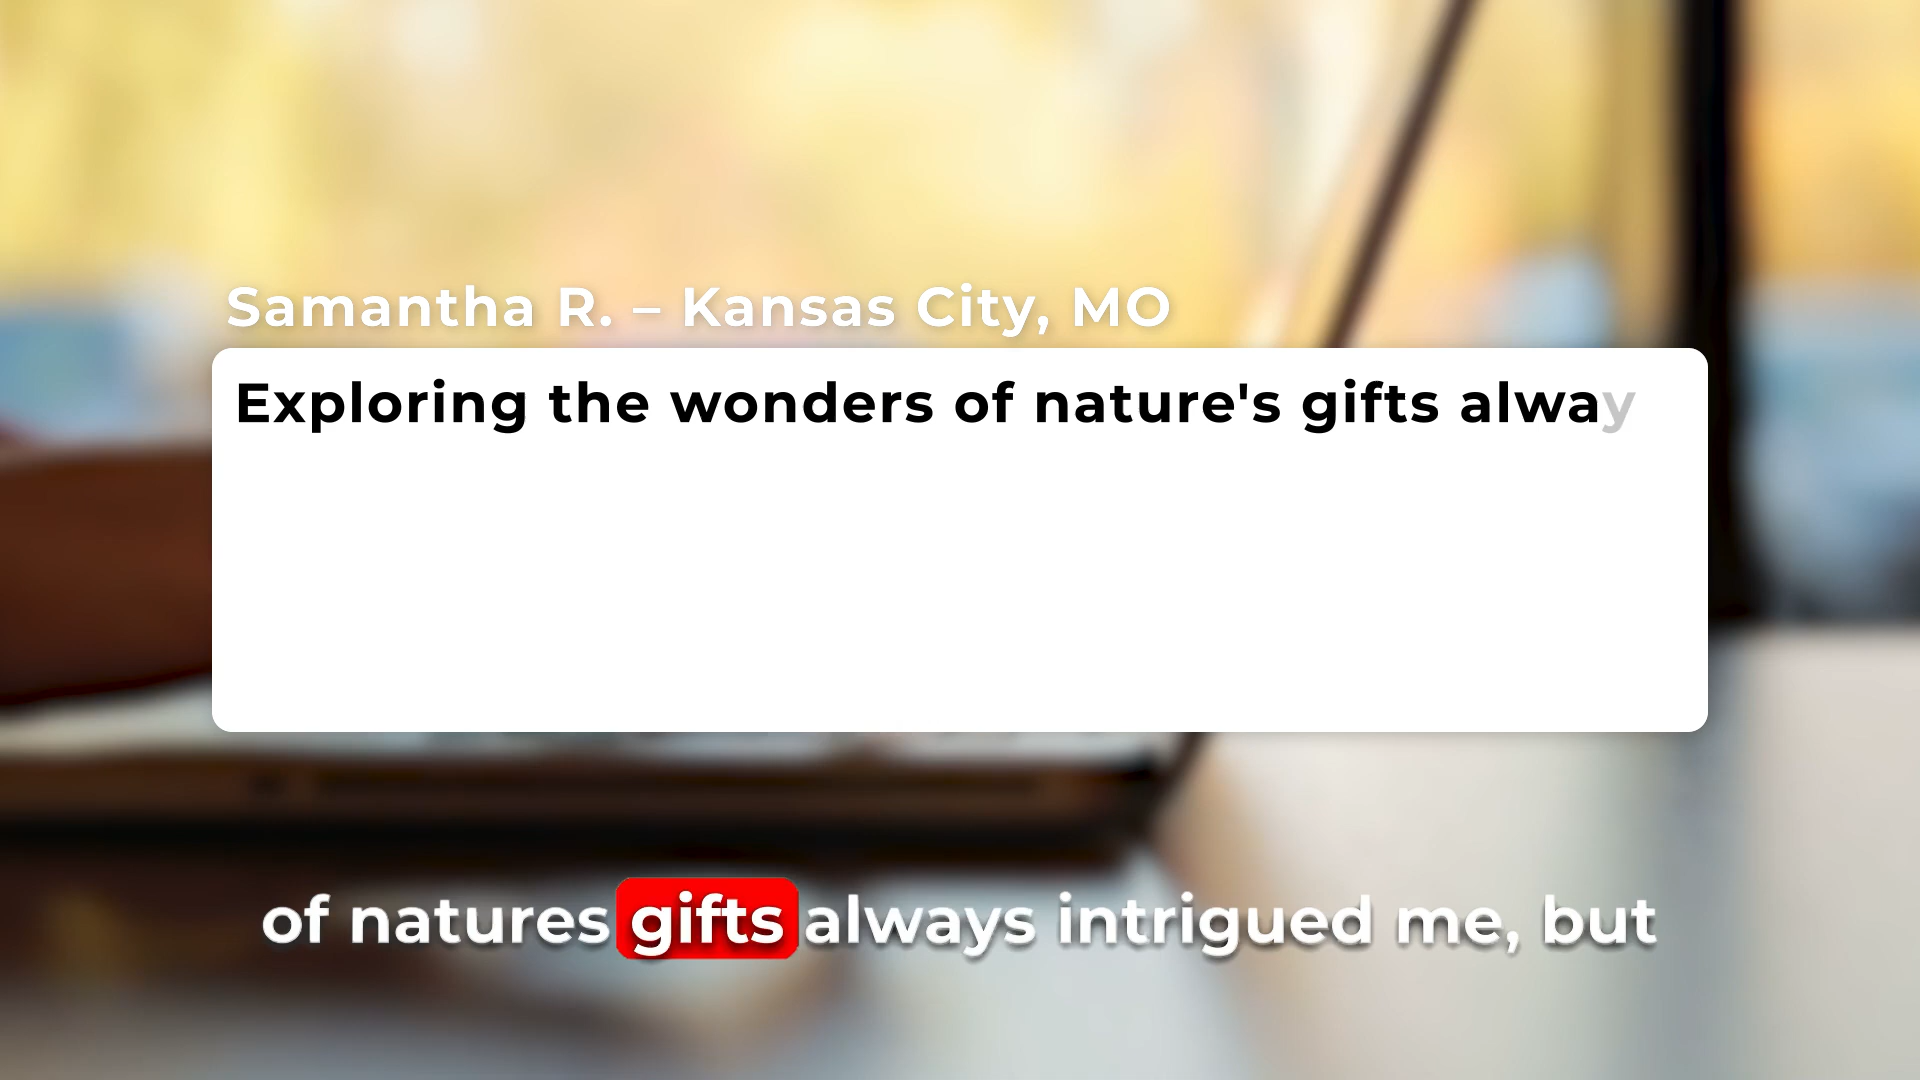 Samantha R. – Kansas City, MO
Exploring the wonders of nature's gifts alway
of natures gifts always intrigued me, but